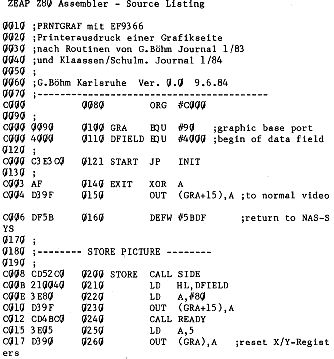 ZEAP Z80 Assembler - Source Listing
0010 ;PRNTGRAF mit EF9366
0020 ;Printerausdruck einer Grafikseite
0030 ;nach Routinen von G.Böhm Journal 1/83
0040 ;und Klaassen/Schulm. Journal 1/84
0050 ;
0060 ;G.Böhm Karlsruhe Ver. 0.0 9.6.84
0070 ;----------------------------------
C000 0080 ORG #C000
0090 ;
C000 0090 0100 GRA EQU #90 ;graphic base port
C000 4000 0110 DFIELD EQU #4000 ;begin of data field
0120 ;
C000 C3E3C0 0121 START JP INIT
0130 ;
C003 AF 0140 EXIT XOR A
C004 D39F 0150 OUT (GRA+15),A ;to normal video
C006 DF5B 0160 DEFW #5BDF ;return to NAS-S
YS
0170 ;
0180 ;-------- STORE PICTURE --------
0190 ;
C008 CD52C0 0200 STORE CALL SIDE
C00B 210040 0210 LD HL,DFIELD
C00E 3E80 0220 LD A,#80
C010 D39F 0230 OUT (GRA+15),A
C012 CD4BC0 0240 CALL READY
C015 3E05 0250 LD A,5
C017 D390 0260 OUT (GRA),A ;reset X/Y-Regist
ers